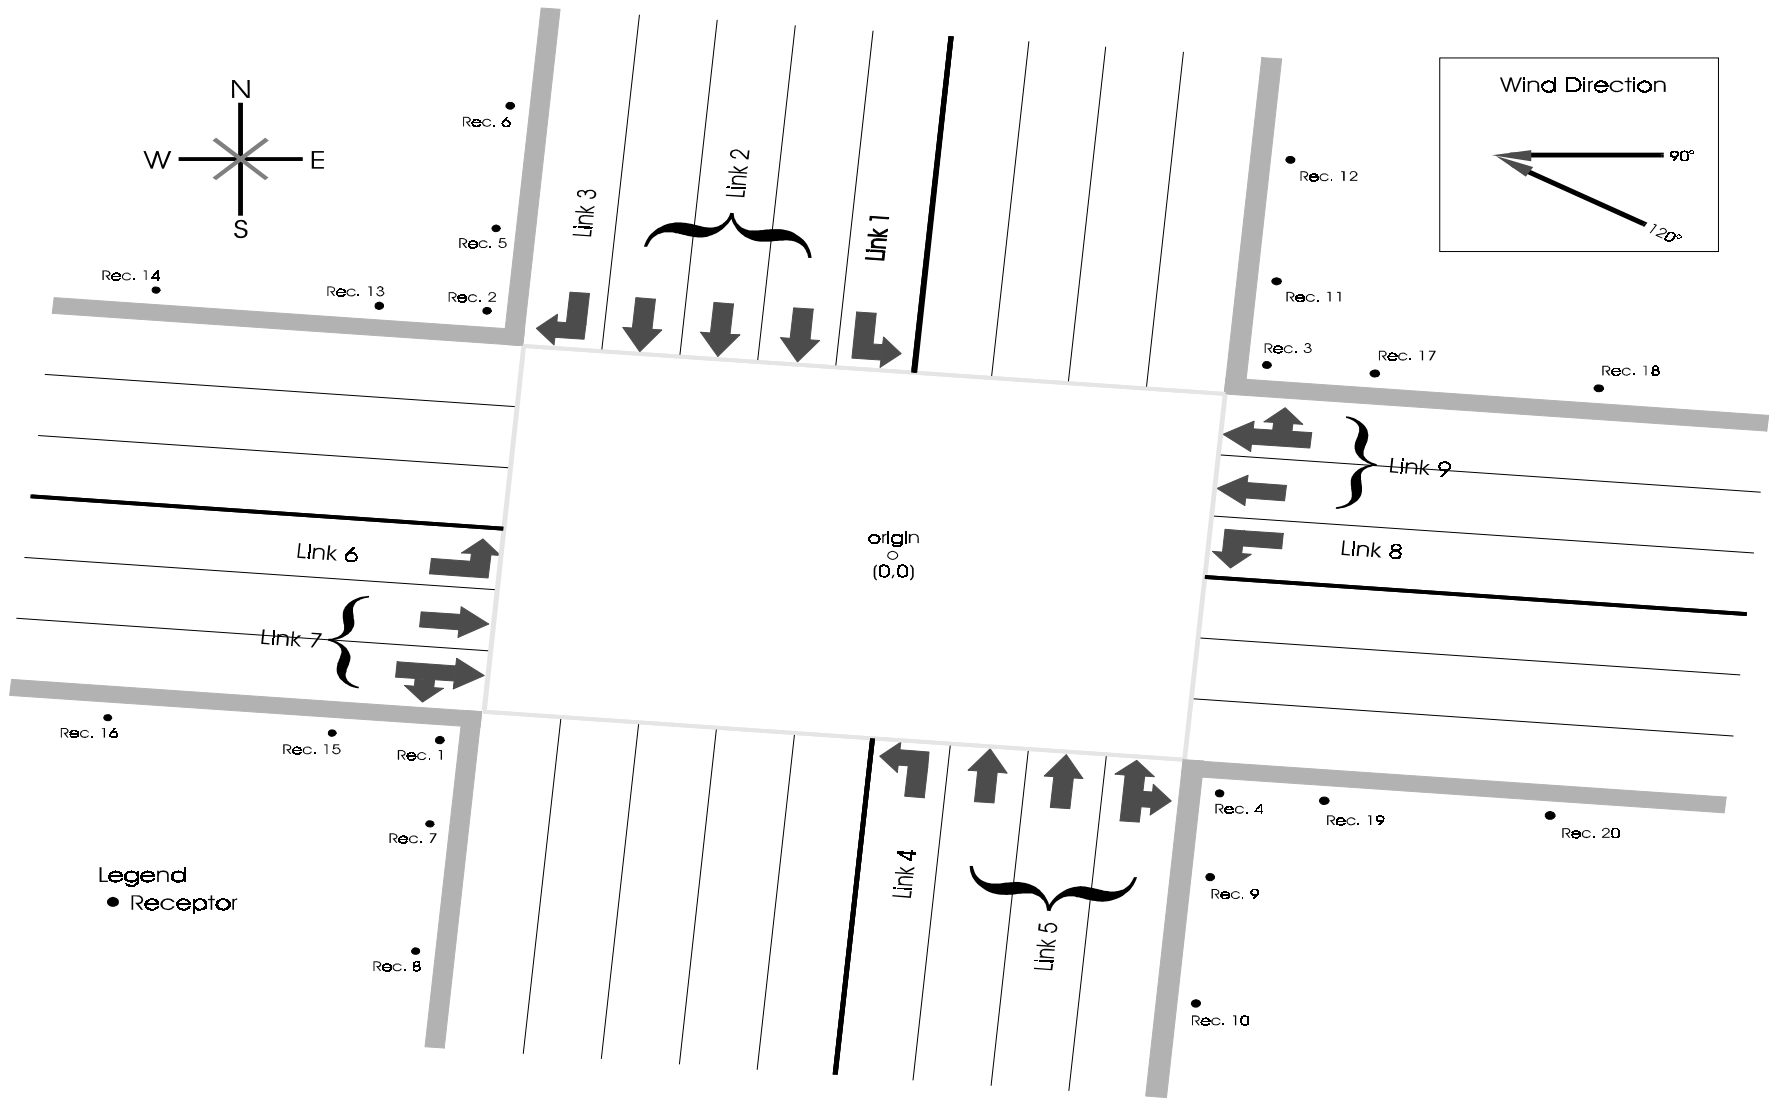 N
W E
S
Wind Direction
90°
120°
Rec. 6
Rec. 5
Rec. 14
Rec. 13
Rec. 2
Link 3
Link 2
Link 1
Rec. 12
Rec. 11
Rec. 3
Rec. 17
Rec. 18
Link 9
Link 8
origin
(0,0)
Link 6
Link 7
Rec. 16
Rec. 15
Rec. 1
Rec. 7
Rec. 8
Legend
Receptor
Link 4
Link 5
Rec. 4
Rec. 19
Rec. 20
Rec. 9
Rec. 10